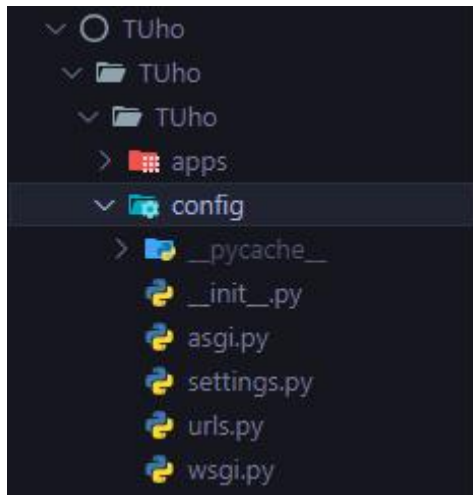 TUho
TUho
TUho
apps
config
__pycache__
__init__.py
asgi.py
settings.py
urls.py
wsgi.py